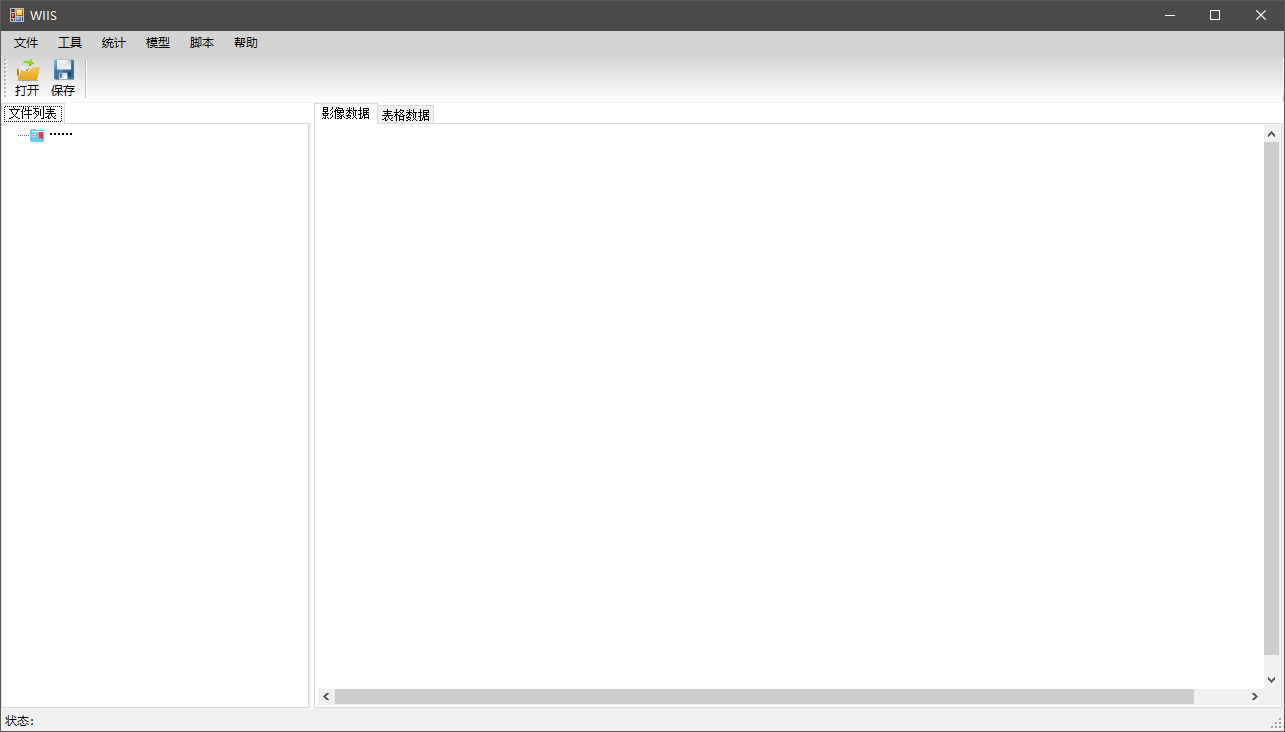 WIIS
文件 工具 统计 模型 脚本 帮助
打开 保存
文件列表
影像数据 表格数据
······
状态: